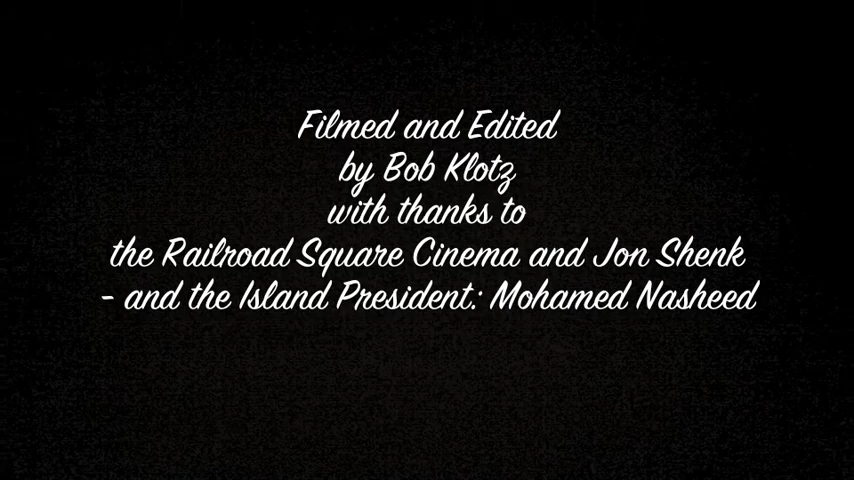 Filmed and Edited
by Bob Klotz
with thanks to
the Railroad Square Cinema and Jon Shenk
- and the Island President: Mohamed Nasheed